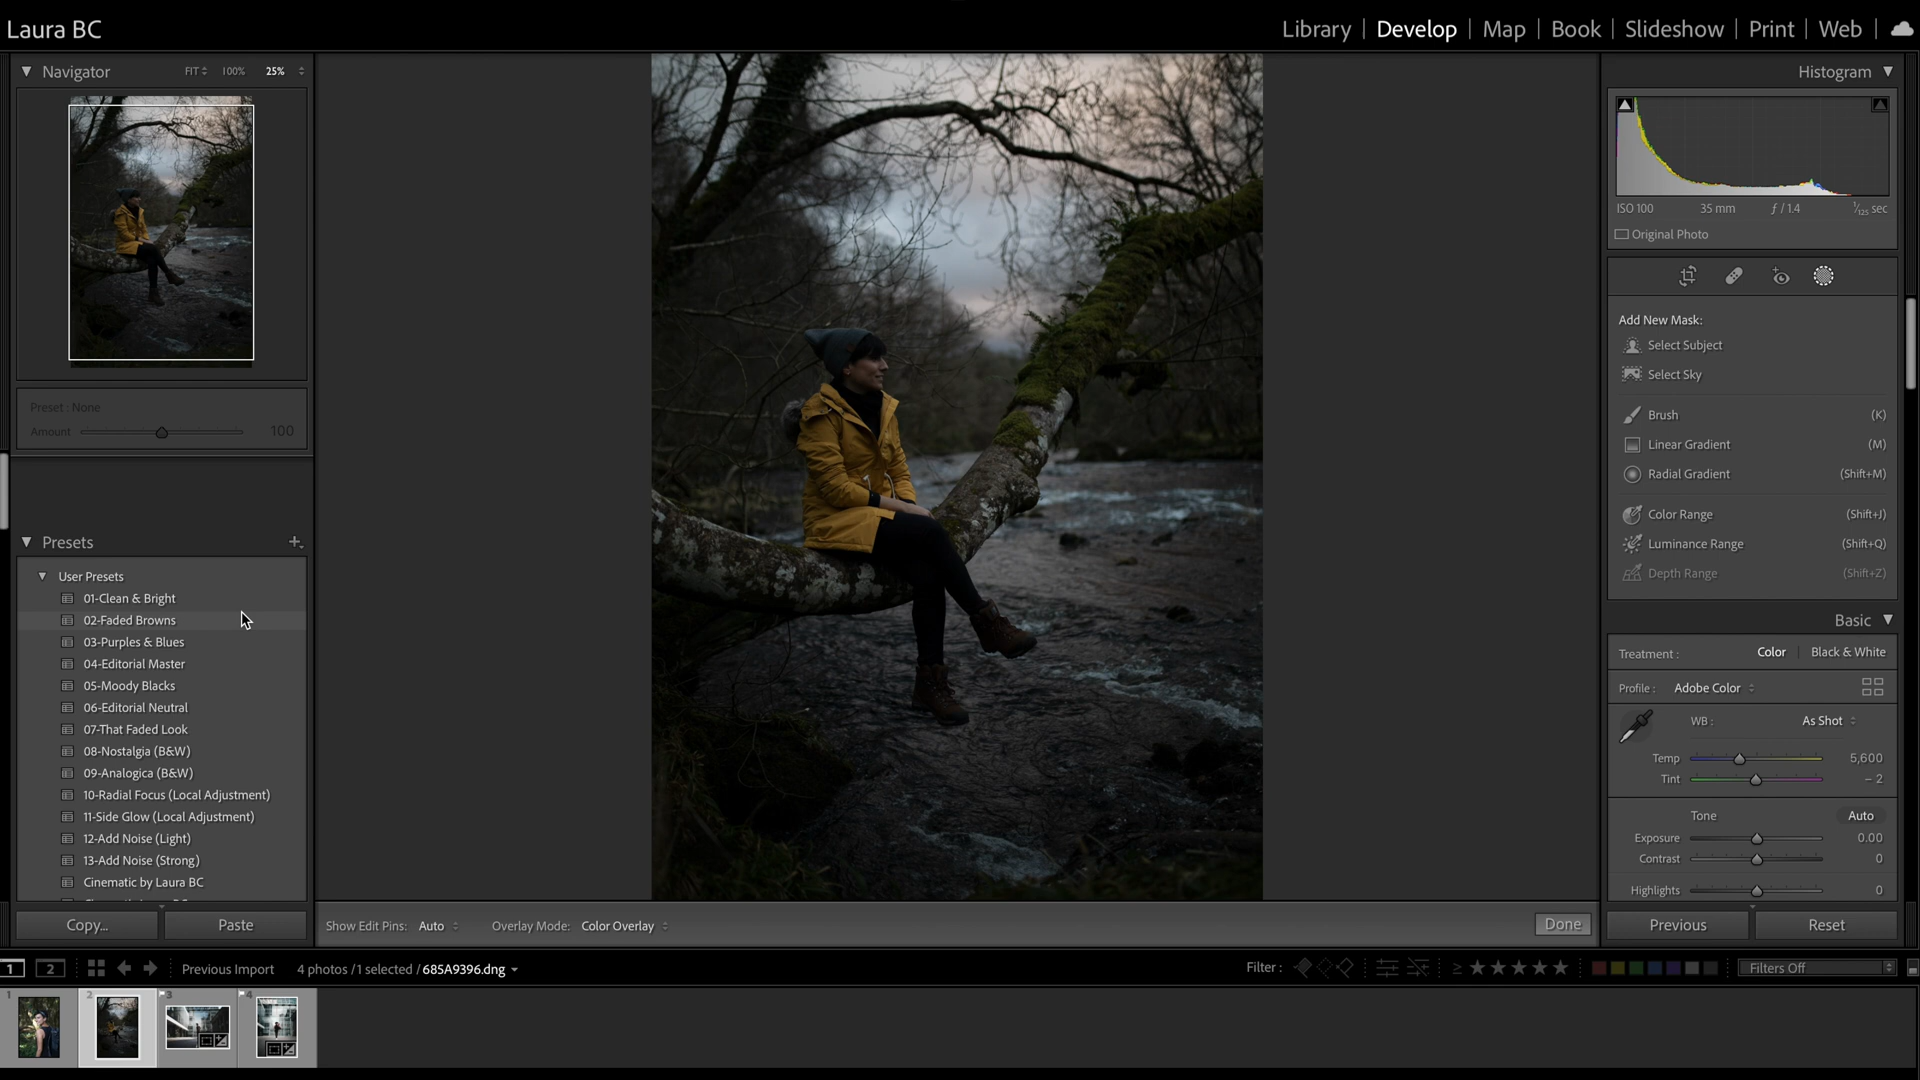 Laura BC
Library | Develop | Map | Book | Slideshow | Print | Web
Navigator FIT 100% 25%
Preset : None
Amount 100
Presets
User Presets
01-Clean & Bright
02-Faded Browns
03-Purples & Blues
04-Editorial Master
05-Moody Blacks
06-Editorial Neutral
07-That Faded Look
08-Nostalgia (B&W)
09-Analogica (B&W)
10-Radial Focus (Local Adjustment)
11-Side Glow (Local Adjustment)
12-Add Noise (Light)
13-Add Noise (Strong)
Cinematic by Laura BC
Copy... Paste
Show Edit Pins: Auto Overlay Mode: Color Overlay Done
Histogram
ISO 100 35 mm ƒ / 1.4 1/125 sec
Original Photo
Add New Mask:
Select Subject
Select Sky
Brush (K)
Linear Gradient (M)
Radial Gradient (Shift+M)
Color Range (Shift+J)
Luminance Range (Shift+Q)
Depth Range (Shift+Z)
Basic
Treatment : Color | Black & White
Profile : Adobe Color
WB : As Shot
Temp 5,600
Tint – 2
Tone Auto
Exposure 0.00
Contrast 0
Highlights 0
Previous Reset
1 2 Previous Import 4 photos / 1 selected / 685A9396.dng Filter : ≥ Filters Off
1 2 3 4